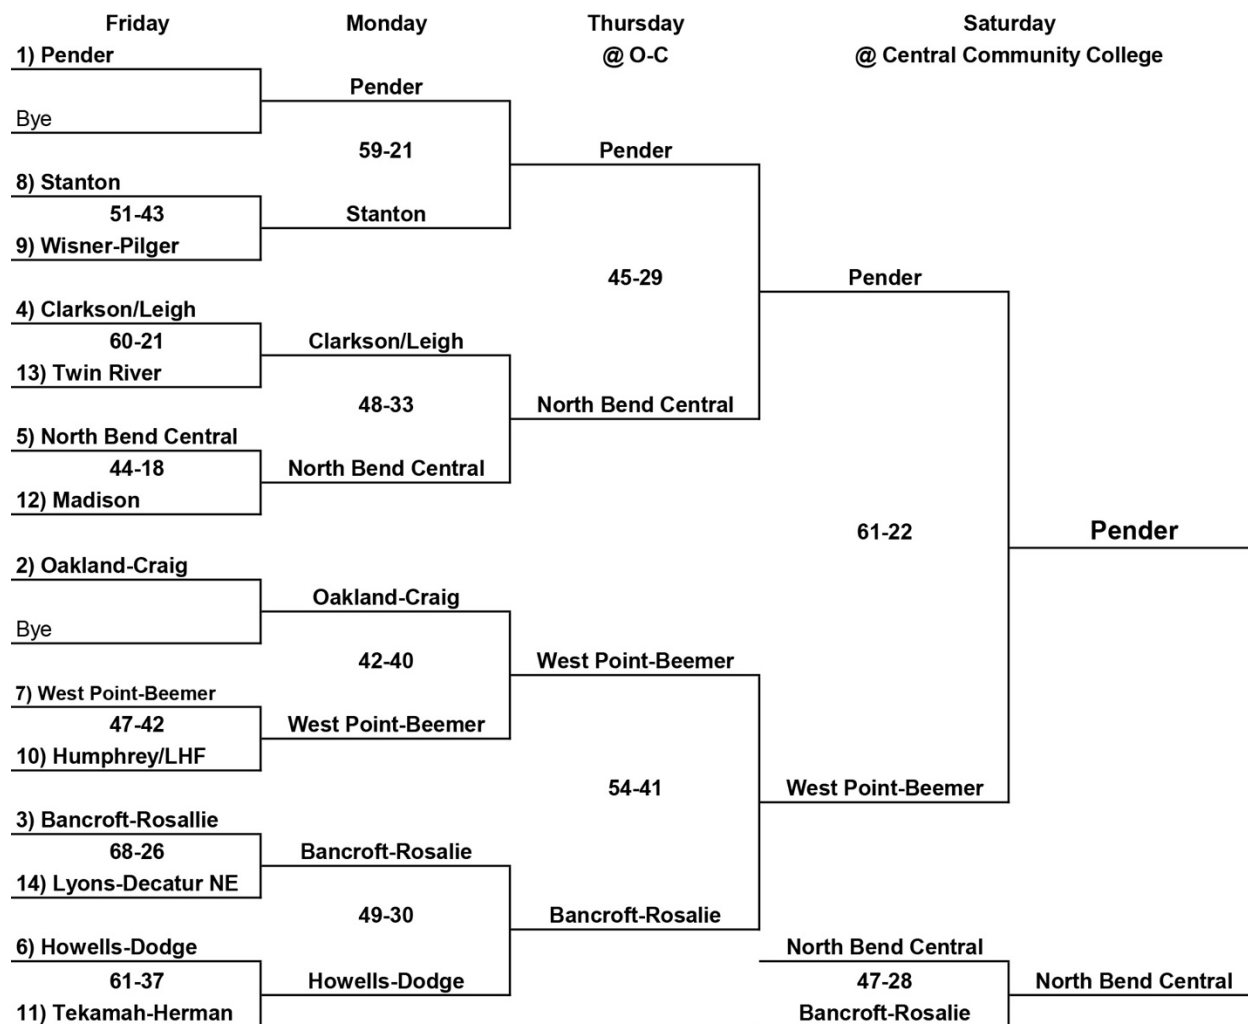 Friday
Monday
Thursday
@ O-C
Saturday
@ Central Community College
1) Pender
Bye
8) Stanton
51-43
9) Wisner-Pilger
4) Clarkson/Leigh
60-21
13) Twin River
5) North Bend Central
44-18
12) Madison
2) Oakland-Craig
Bye
7) West Point-Beemer
47-42
10) Humphrey/LHF
3) Bancroft-Rosallie
68-26
14) Lyons-Decatur NE
6) Howells-Dodge
61-37
11) Tekamah-Herman
Pender
59-21
Stanton
Clarkson/Leigh
48-33
North Bend Central
Oakland-Craig
42-40
West Point-Beemer
Bancroft-Rosalie
49-30
Howells-Dodge
Pender
45-29
North Bend Central
West Point-Beemer
54-41
Bancroft-Rosalie
Pender
61-22
West Point-Beemer
Pender
North Bend Central
47-28
Bancroft-Rosalie
North Bend Central